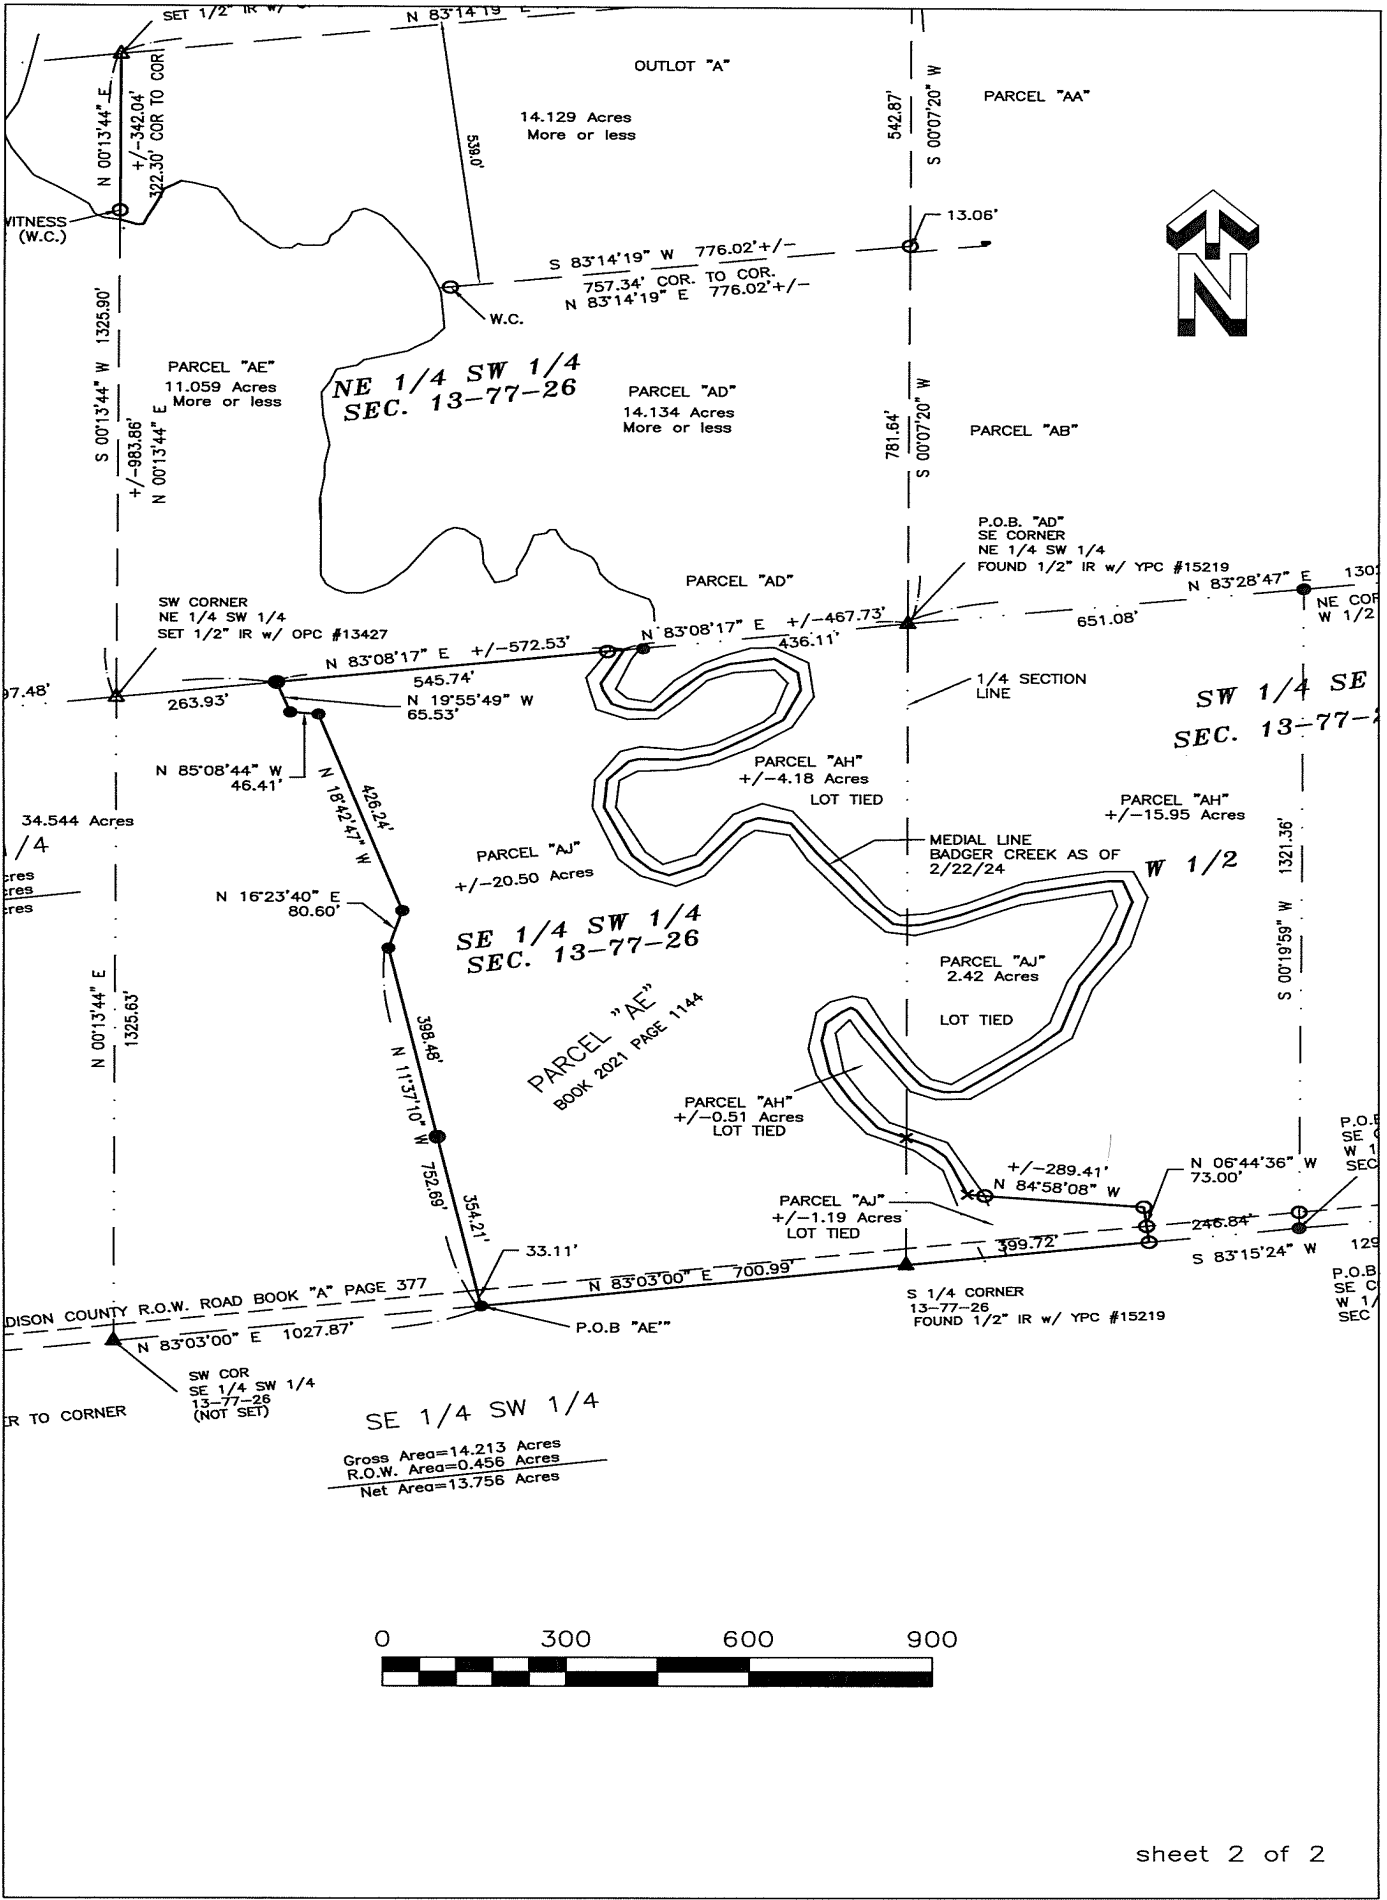 SET 1/2" IR W/
N 83°14'19" E
OUTLOT "A"
14.129 Acres
More or less
539.0'
N 00°13'44" E
+/-342.04'
322.30' COR TO COR
WITNESS
(W.C.)
542.87'
S 00°07'20" W
PARCEL "AA"
13.06'
N
S 83°14'19" W 776.02'+/-
757.34' COR. TO COR.
N 83°14'19" E 776.02'+/-
W.C.
S 00°13'44" W 1325.90'
+/-983.86'
N 00°13'44" E
PARCEL "AE"
11.059 Acres
More or less
NE 1/4 SW 1/4
SEC. 13-77-26
PARCEL "AD"
14.134 Acres
More or less
781.64'
S 00°07'20" W
PARCEL "AB"
P.O.B. "AD"
SE CORNER
NE 1/4 SW 1/4
FOUND 1/2" IR w/ YPC #15219
PARCEL "AD"
N 83°28'47" E 130
651.08'
NE COR
W 1/2
SW CORNER
NE 1/4 SW 1/4
SET 1/2" IR w/ OPC #13427
N 83°08'17" E +/-572.53'
545.74'
N 83°08'17" E +/-467.73'
436.11'
97.48'
263.93'
N 19°55'49" W
65.53'
N 85°08'44" W
46.41'
1/4 SECTION
LINE
SW 1/4 SE
SEC. 13-77-2
426.24'
N 18°42'47" W
PARCEL "AH"
+/-4.18 Acres
LOT TIED
PARCEL "AH"
+/-15.95 Acres
34.544 Acres
/4
cres
cres
cres
PARCEL "AJ"
+/-20.50 Acres
MEDIAL LINE
BADGER CREEK AS OF
2/22/24
W 1/2
S 00°19'59" W 1321.36'
N 16°23'40" E
80.60'
SE 1/4 SW 1/4
SEC. 13-77-26
PARCEL "AJ"
2.42 Acres
LOT TIED
N 00°13'44" E
1325.63'
398.48'
N 11°37'10" W
752.69'
354.21'
PARCEL "AE"
BOOK 2021 PAGE 1144
PARCEL "AH"
+/-0.51 Acres
LOT TIED
+/-289.41'
N 84°58'08" W
N 06°44'36" W
73.00'
P.O.B
SE C
W 1
SEC
PARCEL "AJ"
+/-1.19 Acres
LOT TIED
246.84'
399.72'
S 83°15'24" W 129
33.11'
N 83°03'00" E 700.99'
S 1/4 CORNER
13-77-26
FOUND 1/2" IR w/ YPC #15219
P.O.B.
SE C
W 1/
SEC
DISON COUNTY R.O.W. ROAD BOOK "A" PAGE 377
N 83°03'00" E 1027.87'
P.O.B "AE'"
SW COR
SE 1/4 SW 1/4
13-77-26
(NOT SET)
ER TO CORNER
SE 1/4 SW 1/4
Gross Area=14.213 Acres
R.O.W. Area=0.456 Acres
Net Area=13.756 Acres
0 300 600 900
sheet 2 of 2